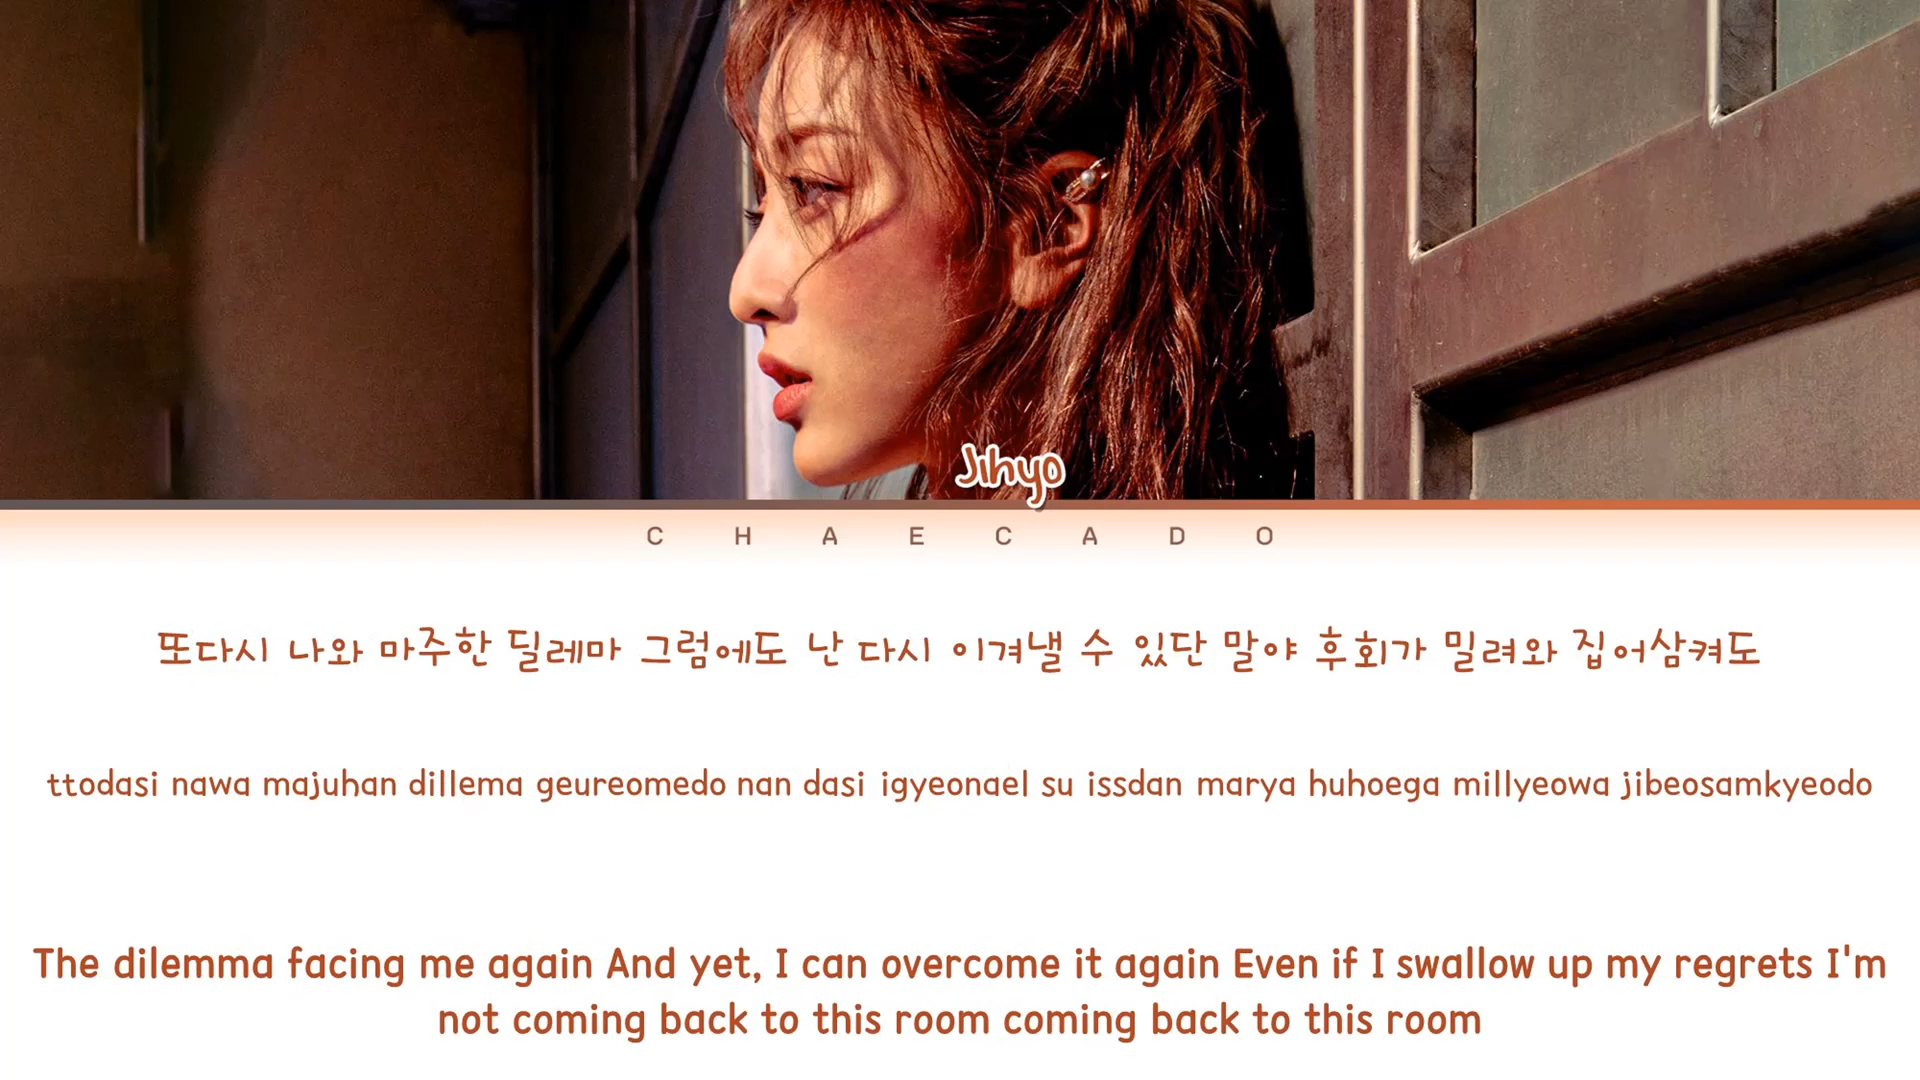 Jihyo
CHAECADO
또다시 나와 마주한 딜레마 그럼에도 난 다시 이겨낼 수 있단 말야 후회가 밀려와 집어삼켜도
ttodasi nawa majuhan dillema geureomedo nan dasi igyeonael su issdan marya huhoega millyeowa jibeosamkyeodo
The dilemma facing me again And yet, I can overcome it again Even if I swallow up my regrets I'm
not coming back to this room coming back to this room